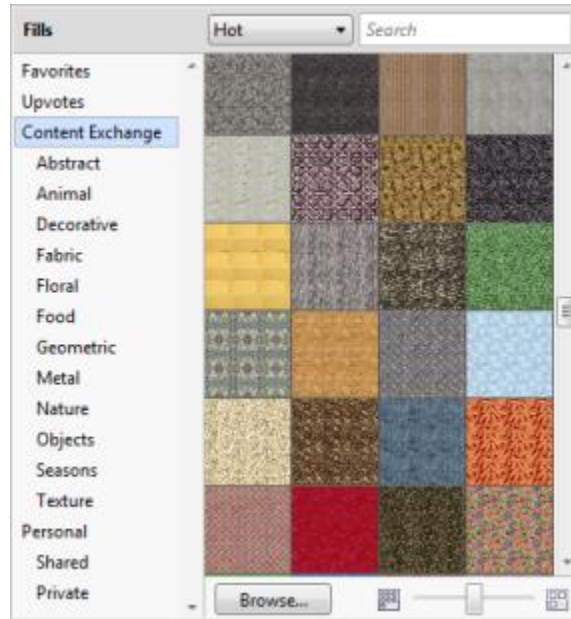 Fills
Hot
Search
Favorites
Upvotes
Content Exchange
Abstract
Animal
Decorative
Fabric
Floral
Food
Geometric
Metal
Nature
Objects
Seasons
Texture
Personal
Shared
Private
Browse...